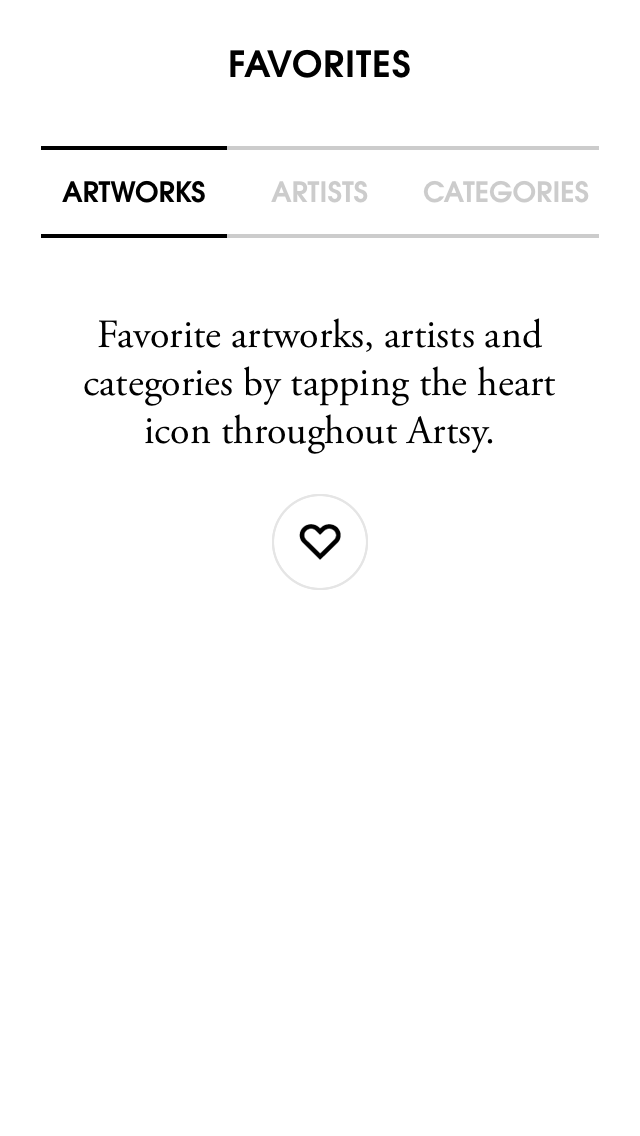 FAVORITES
ARTWORKS
ARTISTS
CATEGORIES
Favorite artworks, artists and
categories by tapping the heart
icon throughout Artsy.